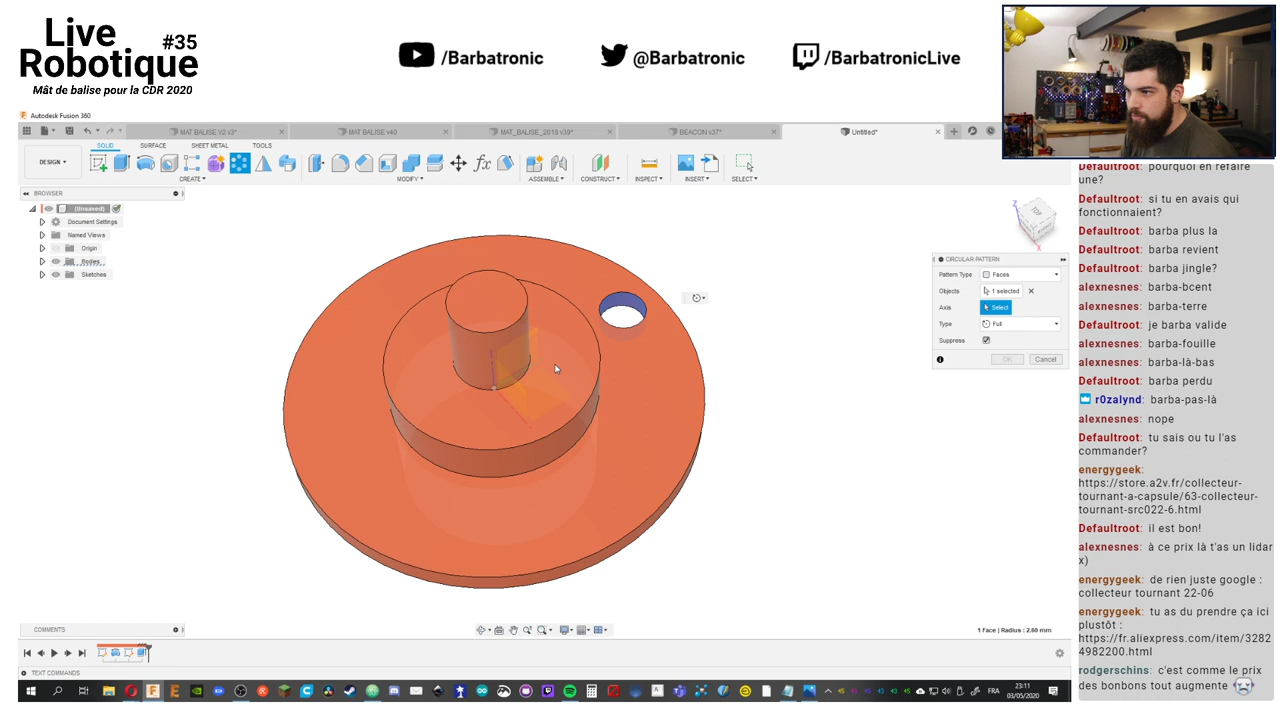 Live
Robotique #35
Mât de balise pour la CDR 2020
/Barbatronic
@Barbatronic
/BarbatronicLive
Autodesk Fusion 360
MAT BALISE V2 v3*
MAT BALISE v40
MAT_BALISE_2018 v39*
BEACON v37*
Untitled*
SOLID SURFACE SHEET METAL TOOLS
DESIGN
CREATE MODIFY ASSEMBLE CONSTRUCT INSPECT INSERT SELECT
BROWSER
(Unsaved)
Document Settings
Named Views
Origin
Bodies
Sketches
TOP
Z
X
CIRCULAR PATTERN
Pattern Type Faces
Objects 1 selected
Axis Select
Type Full
Suppress
OK Cancel
COMMENTS
1 Face | Radius : 2.60 mm
TEXT COMMANDS
FRA
23:11
03/05/2020
Defaultroot: pourquoi en refaire
une?
Defaultroot: si tu en avais qui
fonctionnaient?
Defaultroot: barba plus la
Defaultroot: barba revient
Defaultroot: barba jingle?
alexnesnes: barba-bcent
alexnesnes: barba-terre
Defaultroot: je barba valide
alexnesnes: barba-fouille
alexnesnes: barba-là-bas
Defaultroot: barba perdu
r0zalynd: barba-pas-là
alexnesnes: nope
Defaultroot: tu sais ou tu l'as
commander?
energygeek:
https://store.a2v.fr/collecteur-
tournant-a-capsule/63-collecteur-
tournant-src022-6.html
Defaultroot: il est bon!
alexnesnes: à ce prix là t'as un lidar
x)
energygeek: de rien juste google :
collecteur tournant 22-06
energygeek: tu as du prendre ça ici
plustôt :
https://fr.aliexpress.com/item/3282
4982200.html
rodgerschins: c'est comme le prix
des bonbons tout augmente